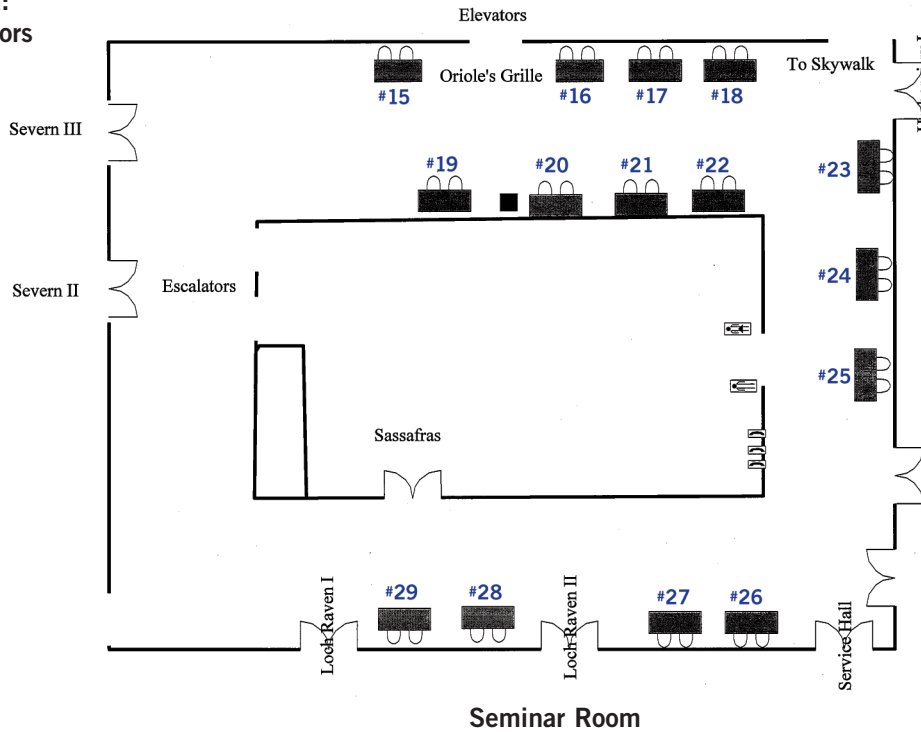 ors
Elevators
Oriole's Grille
To Skywalk
#15
#16
#17
#18
Severn III
#19
#20
#21
#22
#23
Severn II
Escalators
#24
#25
Sassafras
#29
#28
#27
#26
Loch Raven I
Loch Raven II
Service Hall
Seminar Room